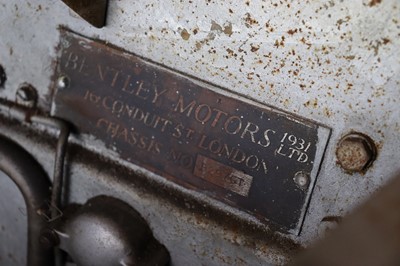 BENTLEY MOTORS (1931) LTD.
16 CONDUIT ST. LONDON
CHASSIS NO